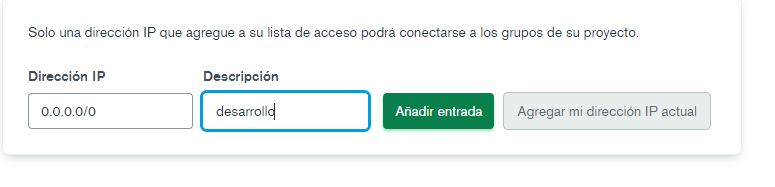 Solo una dirección IP que agregue a su lista de acceso podrá conectarse a los grupos de su proyecto.
Dirección IP Descripción
0.0.0.0/0 desarrollo Añadir entrada Agregar mi dirección IP actual